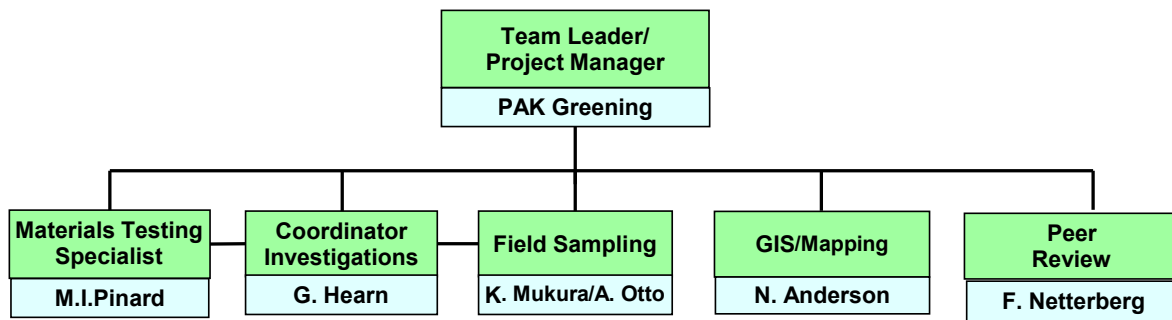 Team Leader/
Project Manager
PAK Greening
Materials Testing
Specialist
M.I.Pinard
Coordinator
Investigations
G. Hearn
Field Sampling
K. Mukura/A. Otto
GIS/Mapping
N. Anderson
Peer
Review
F. Netterberg